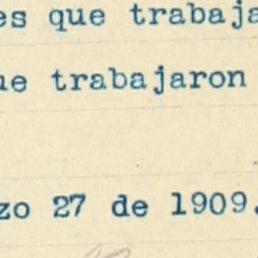 es que trabaja
ue trabajaron
zo 27 de 1909.